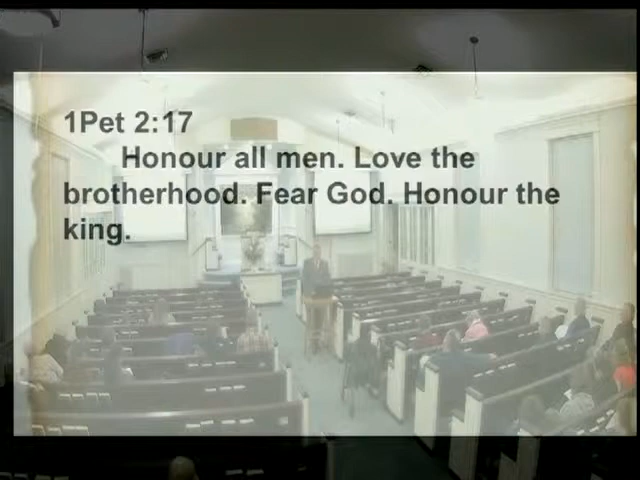 1Pet 2:17
Honour all men. Love the
brotherhood. Fear God. Honour the
king.